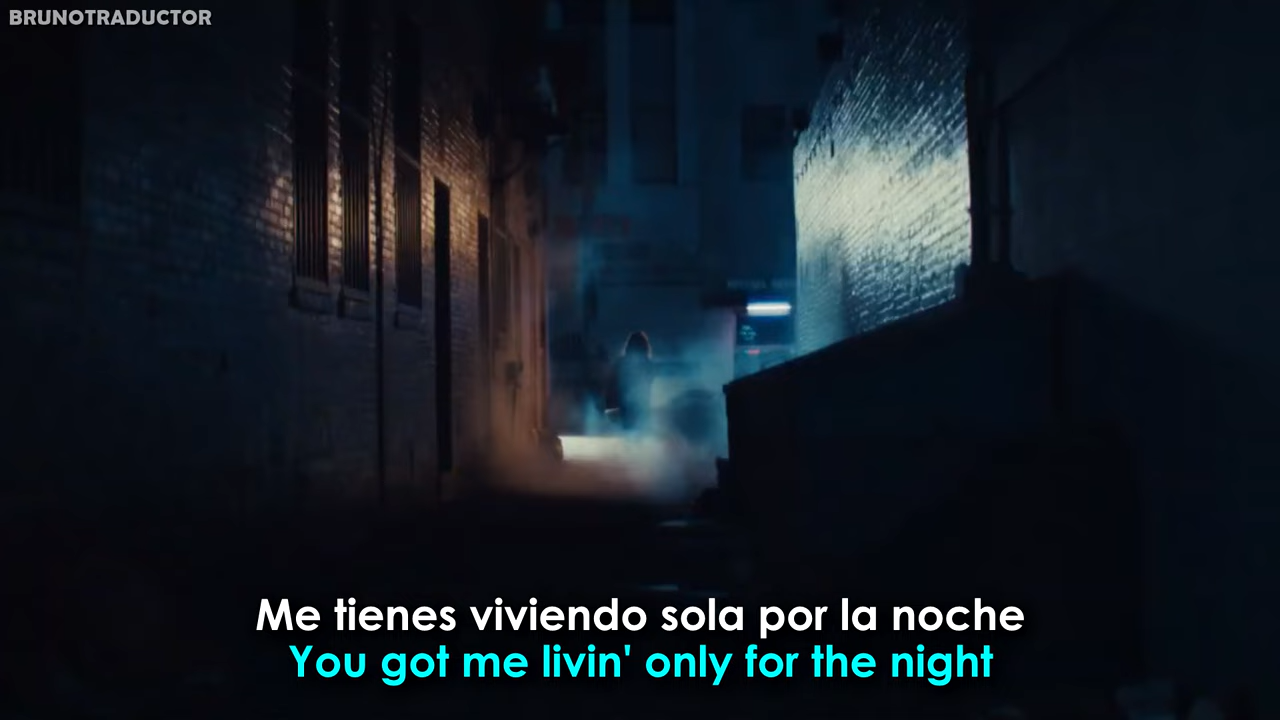 BRUNOTRADUCTOR
Me tienes viviendo sola por la noche
You got me livin' only for the night